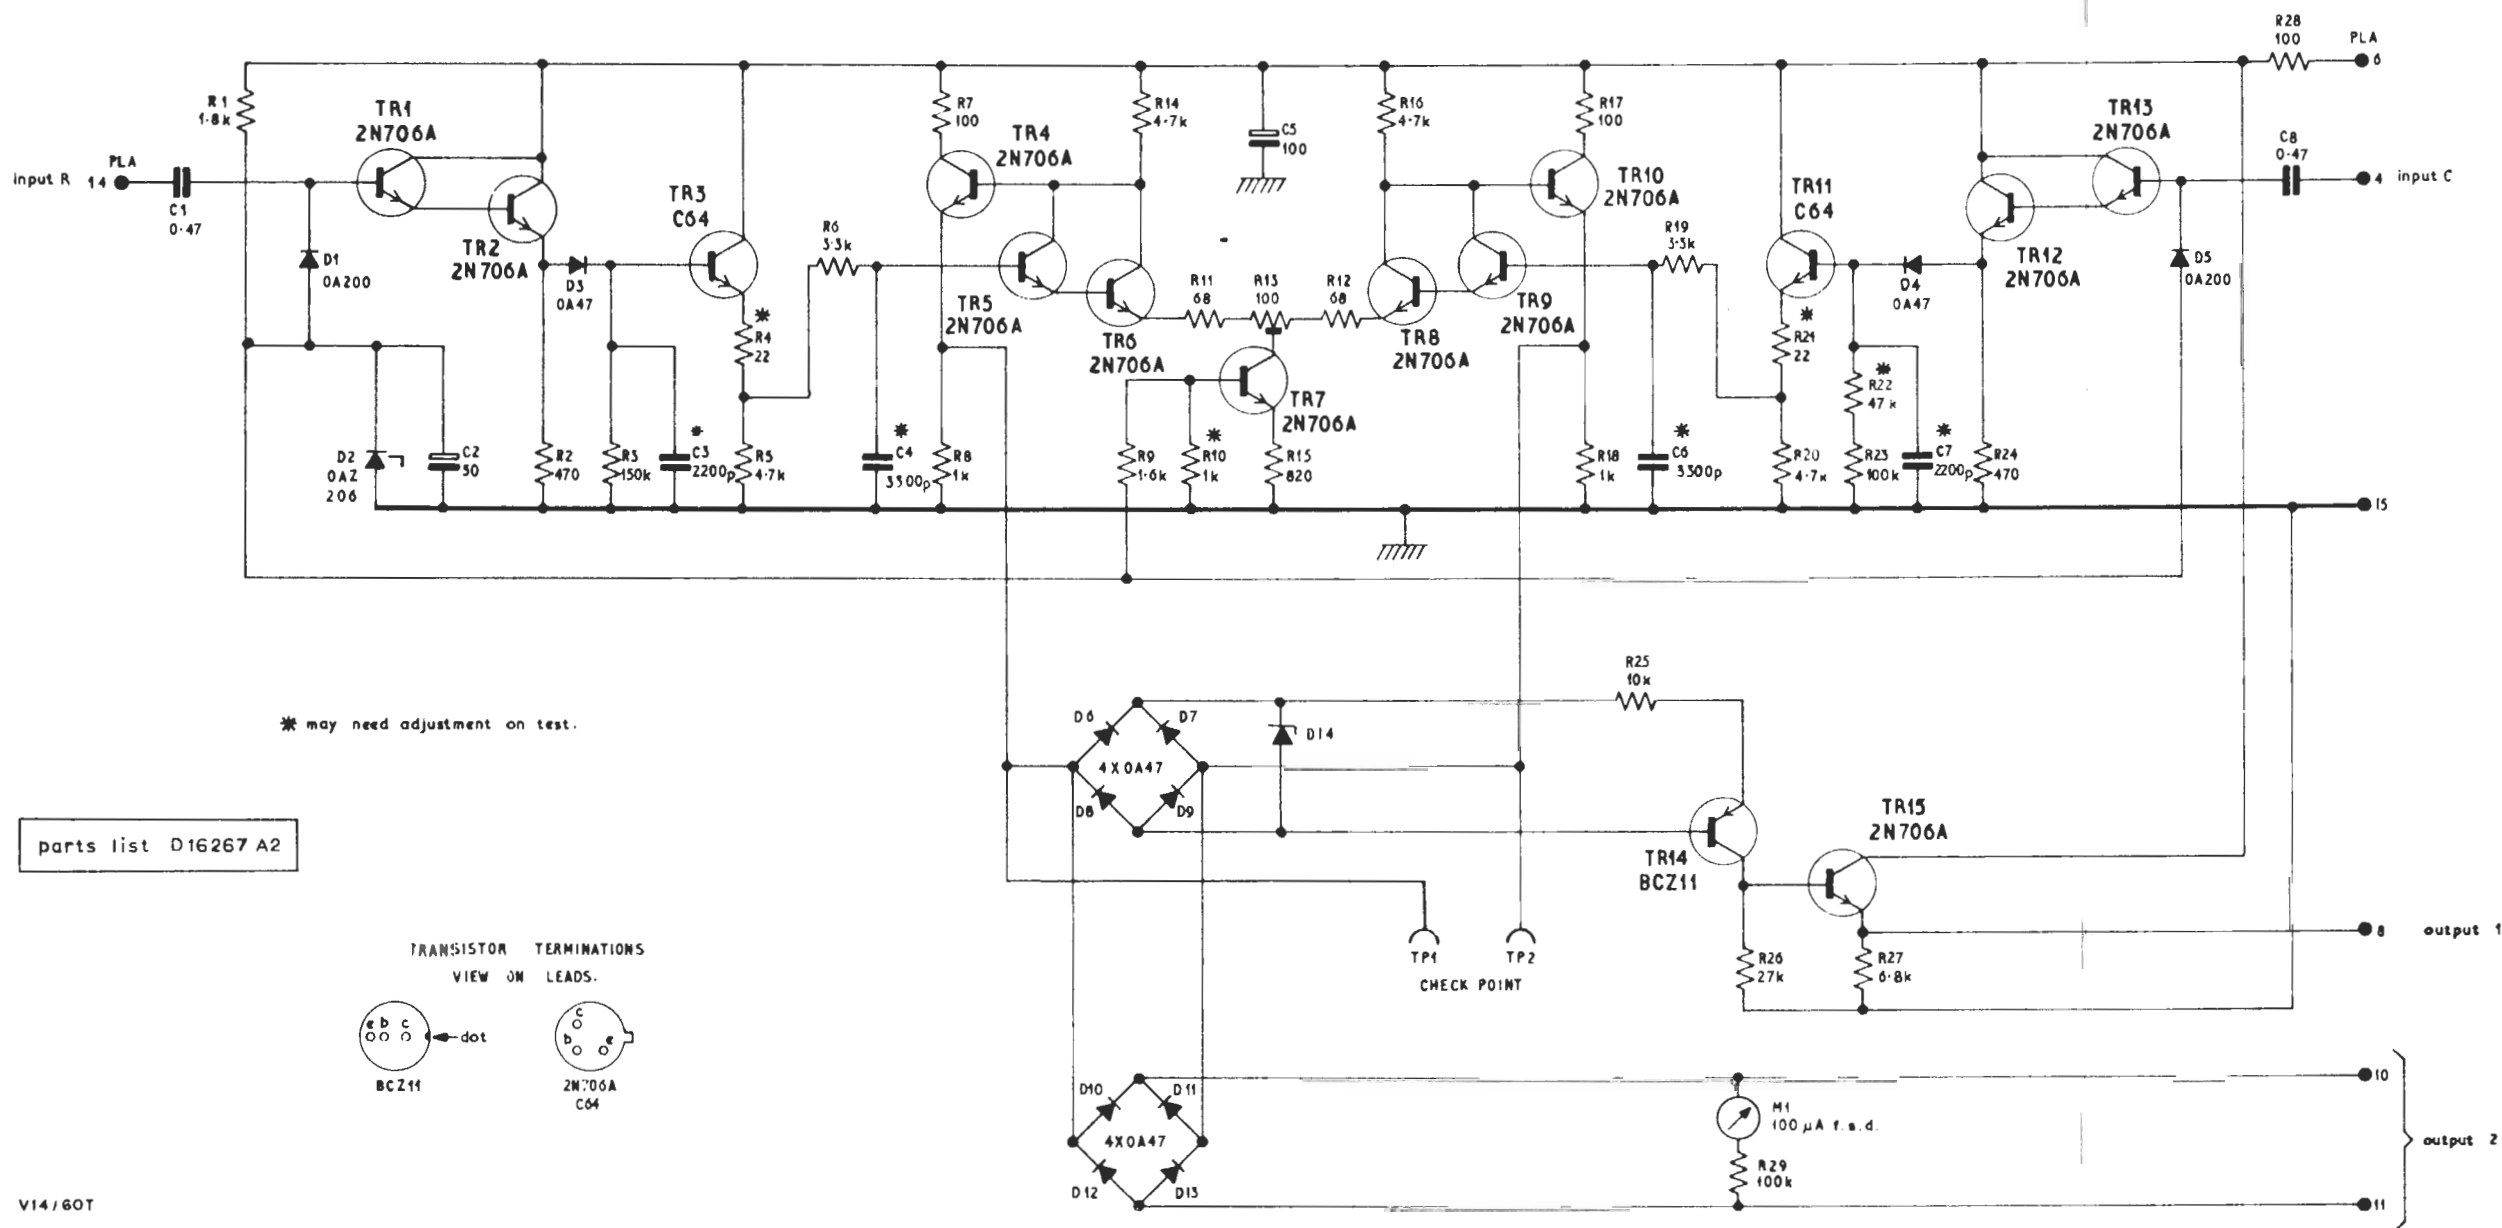 R28
100
PLA
6
R1
1·8k
TR1
2N706A
PLA
input R 14
C1
0·47
D1
0A200
TR2
2N706A
D3
0A47
TR3
C64
R4
22
R6
3·3k
R7
100
TR4
2N706A
R14
4·7k
C5
100
R16
4·7k
R17
100
TR10
2N706A
TR11
C64
TR13
2N706A
C8
0·47
4 input C
R19
3·3k
TR5
2N706A
TR6
2N706A
R11
68
R13
100
R12
68
TR7
2N706A
TR8
2N706A
TR9
2N706A
R21
22
D4
0A47
TR12
2N706A
D5
0A200
D2
0AZ
206
C2
50
R2
470
R3
150k
C3
2200p
R5
4·7k
C4
3300p
R8
1k
R9
1·6k
R10
1k
R15
820
R18
1k
C6
3300p
R20
4·7k
R22
47k
R23
100k
C7
2200p
R24
470
15
✱ may need adjustment on test.
parts list D16267 A2
R25
10k
D6
D7
4X0A47
D8
D9
D14
TR14
BCZ11
TR15
2N706A
TP1
TP2
CHECK POINT
R26
27k
R27
6·8k
8 output 1
TRANSISTOR TERMINATIONS
VIEW ON LEADS.
e b c
dot
BCZ11
c
b
e
2N706A
C64
D10
D11
4X0A47
D12
D13
M1
100 µA f.s.d.
R29
100k
10
output 2
11
V14/60T